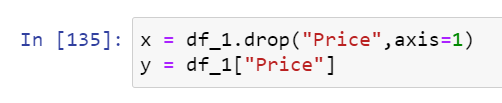 In [135]: x = df_1.drop("Price",axis=1)
y = df_1["Price"]